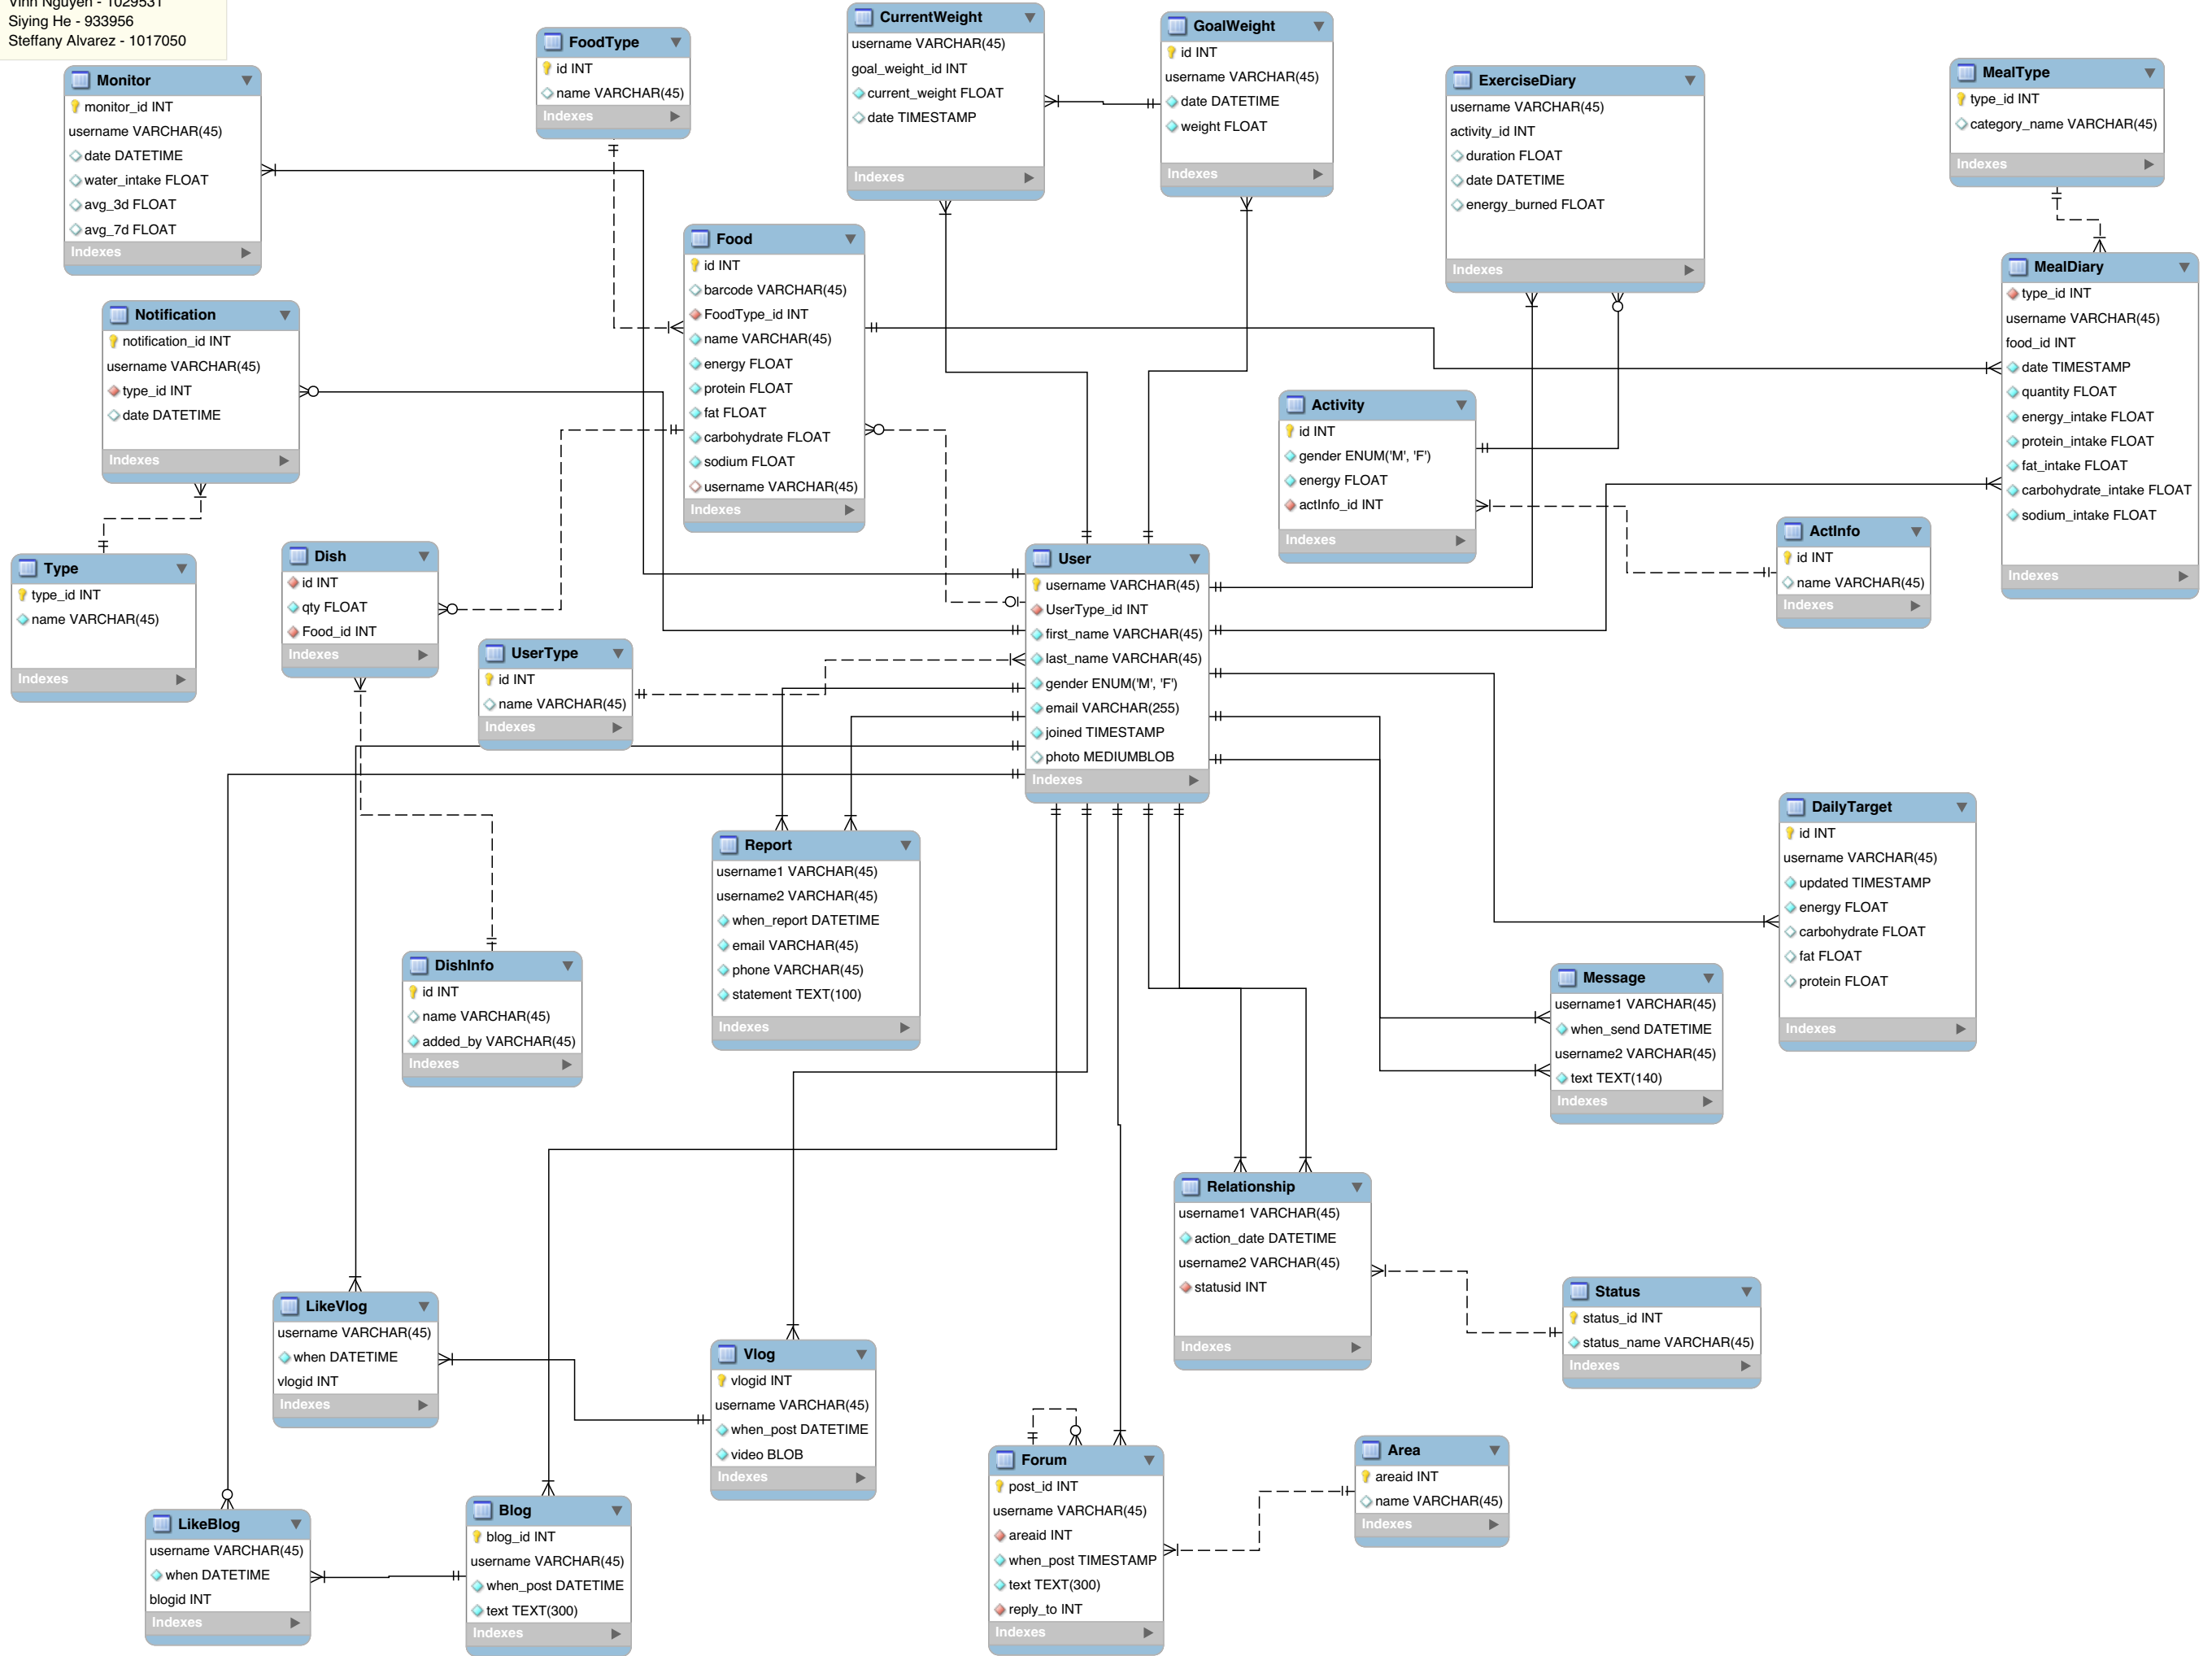 Vinh Nguyen - 1029531
Siying He - 933956
Steffany Alvarez - 1017050
Monitor
monitor_id INT
username VARCHAR(45)
date DATETIME
water_intake FLOAT
avg_3d FLOAT
avg_7d FLOAT
Indexes
FoodType
id INT
name VARCHAR(45)
Indexes
CurrentWeight
username VARCHAR(45)
goal_weight_id INT
current_weight FLOAT
date TIMESTAMP
Indexes
GoalWeight
id INT
username VARCHAR(45)
date DATETIME
weight FLOAT
Indexes
ExerciseDiary
username VARCHAR(45)
activity_id INT
duration FLOAT
date DATETIME
energy_burned FLOAT
Indexes
MealType
type_id INT
category_name VARCHAR(45)
Indexes
Food
id INT
barcode VARCHAR(45)
FoodType_id INT
name VARCHAR(45)
energy FLOAT
protein FLOAT
fat FLOAT
carbohydrate FLOAT
sodium FLOAT
username VARCHAR(45)
Indexes
MealDiary
type_id INT
username VARCHAR(45)
food_id INT
date TIMESTAMP
quantity FLOAT
energy_intake FLOAT
protein_intake FLOAT
fat_intake FLOAT
carbohydrate_intake FLOAT
sodium_intake FLOAT
Indexes
Notification
notification_id INT
username VARCHAR(45)
type_id INT
date DATETIME
Indexes
Activity
id INT
gender ENUM('M', 'F')
energy FLOAT
actInfo_id INT
Indexes
ActInfo
id INT
name VARCHAR(45)
Indexes
Type
type_id INT
name VARCHAR(45)
Indexes
Dish
id INT
qty FLOAT
Food_id INT
Indexes
User
username VARCHAR(45)
UserType_id INT
first_name VARCHAR(45)
last_name VARCHAR(45)
gender ENUM('M', 'F')
email VARCHAR(255)
joined TIMESTAMP
photo MEDIUMBLOB
Indexes
UserType
id INT
name VARCHAR(45)
Indexes
Report
username1 VARCHAR(45)
username2 VARCHAR(45)
when_report DATETIME
email VARCHAR(45)
phone VARCHAR(45)
statement TEXT(100)
Indexes
DailyTarget
id INT
username VARCHAR(45)
updated TIMESTAMP
energy FLOAT
carbohydrate FLOAT
fat FLOAT
protein FLOAT
Indexes
DishInfo
id INT
name VARCHAR(45)
added_by VARCHAR(45)
Indexes
Message
username1 VARCHAR(45)
when_send DATETIME
username2 VARCHAR(45)
text TEXT(140)
Indexes
Relationship
username1 VARCHAR(45)
action_date DATETIME
username2 VARCHAR(45)
statusid INT
Indexes
Status
status_id INT
status_name VARCHAR(45)
Indexes
LikeVlog
username VARCHAR(45)
when DATETIME
vlogid INT
Indexes
Vlog
vlogid INT
username VARCHAR(45)
when_post DATETIME
video BLOB
Indexes
Forum
post_id INT
username VARCHAR(45)
areaid INT
when_post TIMESTAMP
text TEXT(300)
reply_to INT
Indexes
Area
areaid INT
name VARCHAR(45)
Indexes
LikeBlog
username VARCHAR(45)
when DATETIME
blogid INT
Indexes
Blog
blog_id INT
username VARCHAR(45)
when_post DATETIME
text TEXT(300)
Indexes